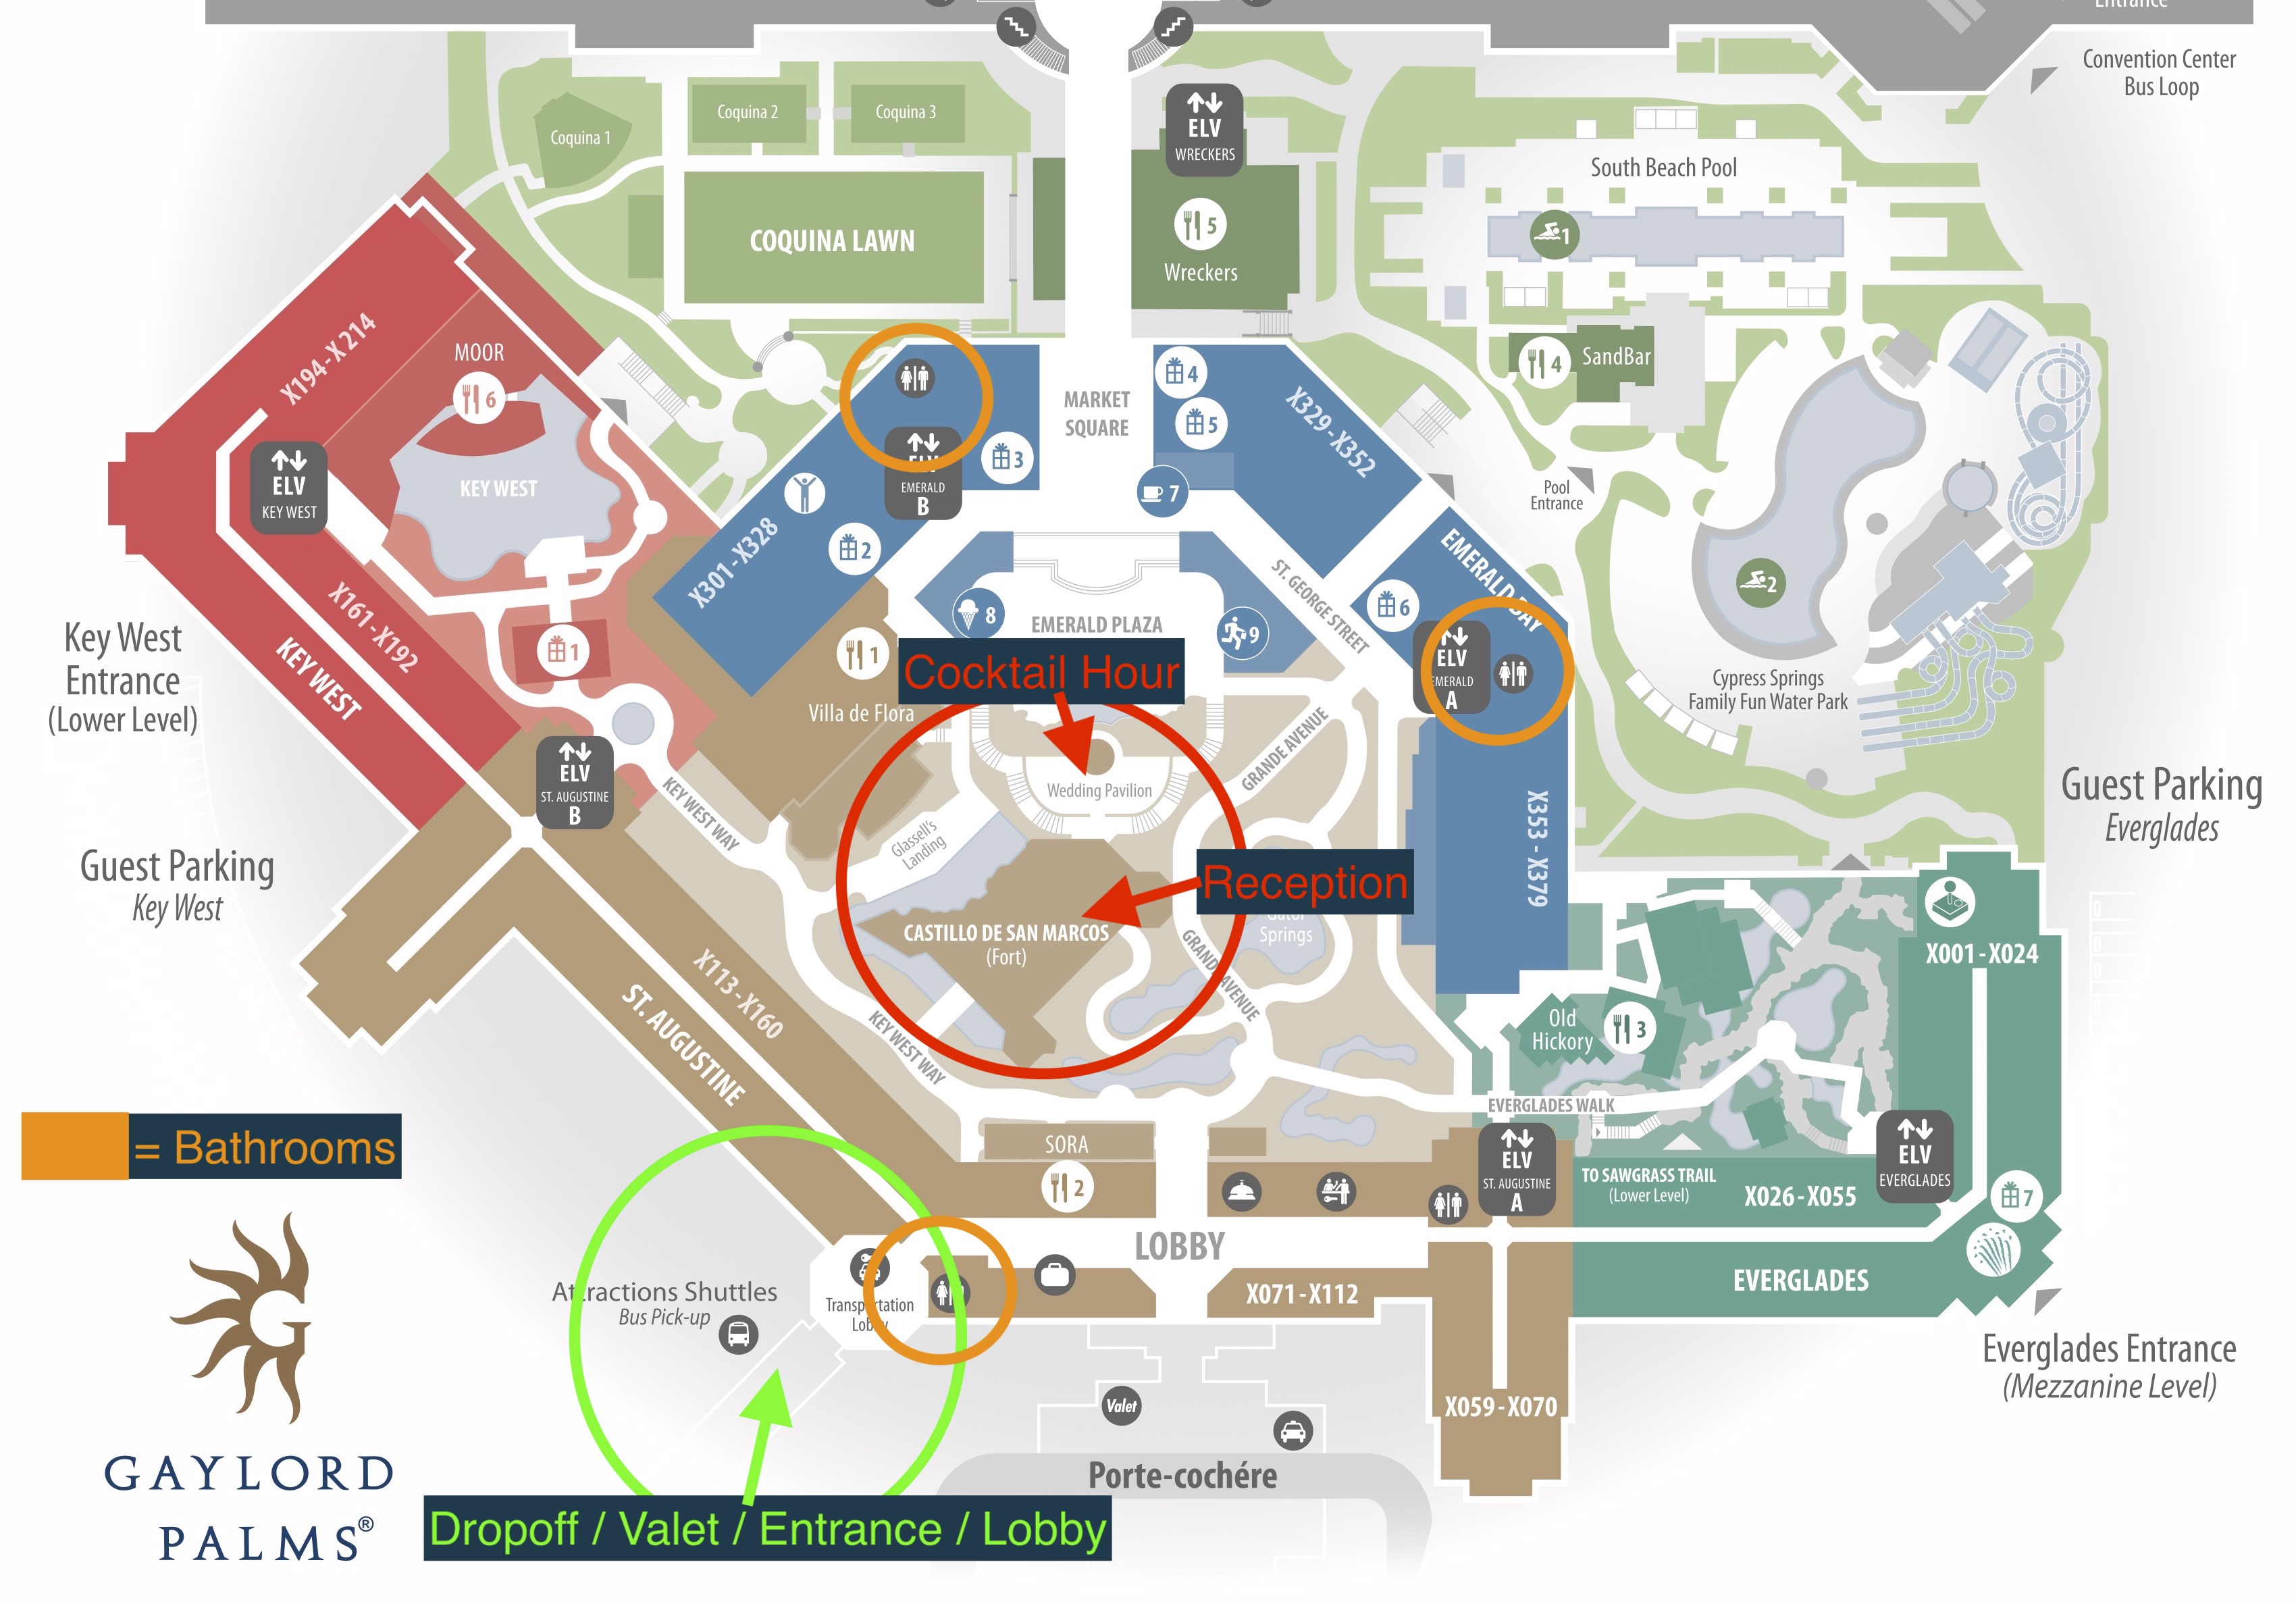 Entrance
Convention Center
Bus Loop
Coquina 1
Coquina 2
Coquina 3
COQUINA LAWN
ELV
WRECKERS
5
Wreckers
South Beach Pool
1
4
SandBar
X194-X214
MOOR
6
KEY WEST
ELV
KEY WEST
X161-X192
KEY WEST
1
Key West
Entrance
(Lower Level)
Guest Parking
Key West
ELV
EMERALD
B
3
2
X301-X328
MARKET
SQUARE
4
5
7
X329-X352
Pool
Entrance
EMERALD BAY
6
ST. GEORGE STREET
ELV
EMERALD
A
8
EMERALD PLAZA
9
1
Villa de Flora
Cocktail Hour
Wedding Pavilion
GRANDE AVENUE
2
Cypress Springs
Family Fun Water Park
Guest Parking
Everglades
ELV
ST. AUGUSTINE
B
KEY WEST WAY
Glassell's
Landing
Reception
CASTILLO DE SAN MARCOS
(Fort)
Gator
Springs
GRANDE AVENUE
X353 - X379
X001-X024
Old
Hickory
3
X113-X160
ST. AUGUSTINE
KEY WEST WAY
EVERGLADES WALK
SORA
2
ELV
ST. AUGUSTINE
A
TO SAWGRASS TRAIL
(Lower Level)
X026-X055
ELV
EVERGLADES
7
= Bathrooms
LOBBY
X071-X112
EVERGLADES
Attractions Shuttles
Bus Pick-up
Transportation
Lobby
Everglades Entrance
(Mezzanine Level)
Valet
X059-X070
Porte-cochére
GAYLORD
PALMS®
Dropoff / Valet / Entrance / Lobby